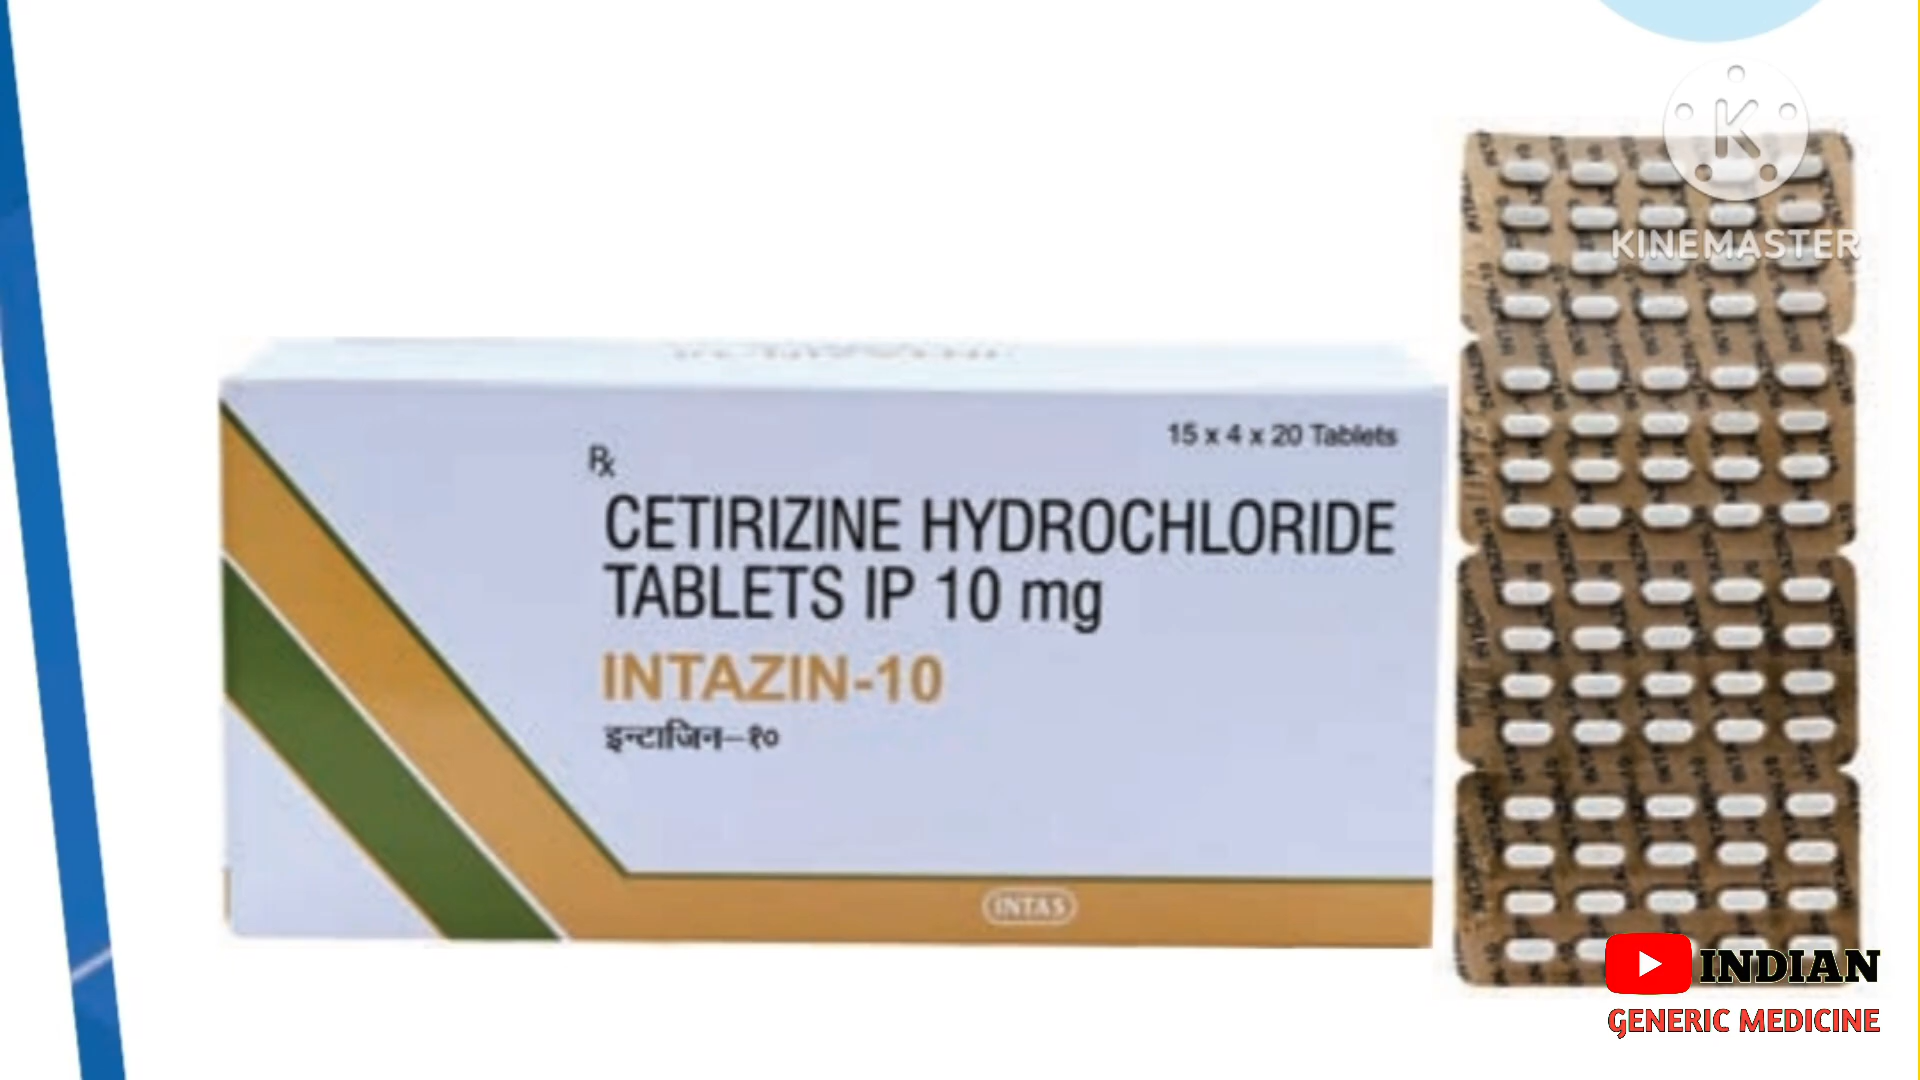 15 x 4 x 20 Tablets
Rx
CETIRIZINE HYDROCHLORIDE
TABLETS IP 10 mg
INTAZIN-10
इन्टाजिन–१०
INTAS
KINEMASTER
INDIAN
GENERIC MEDICINE